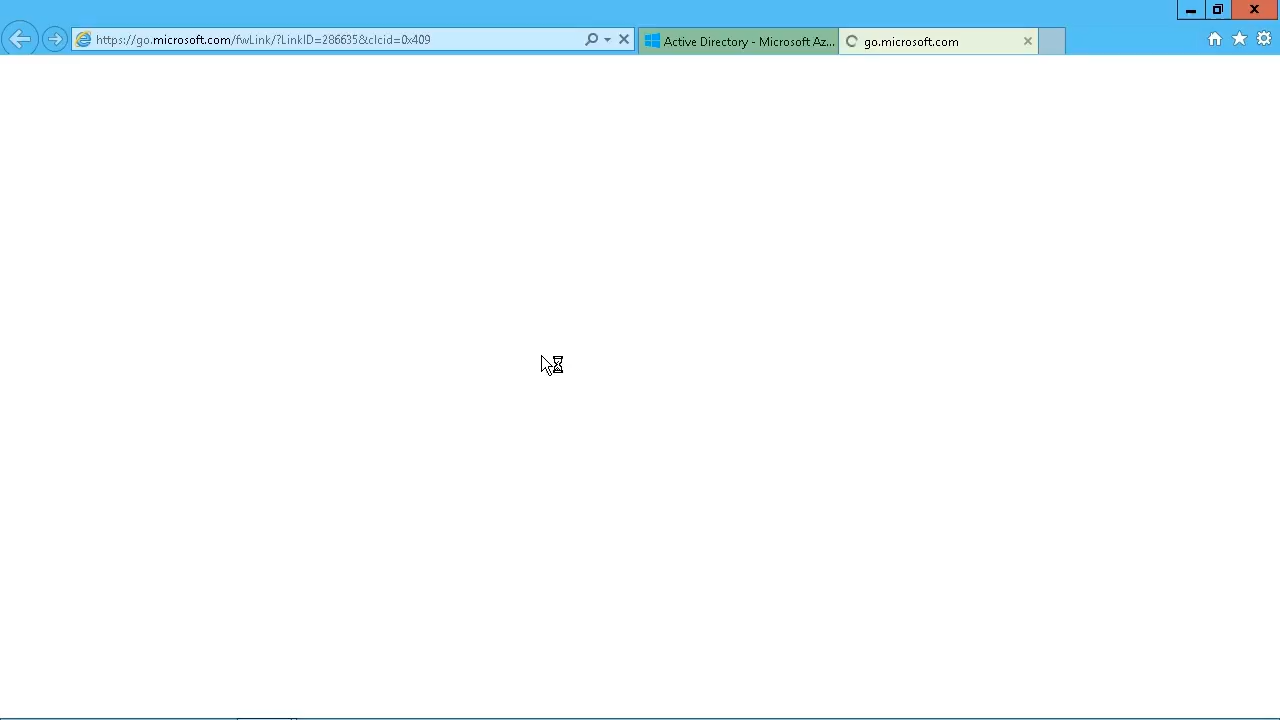 https://go.microsoft.com/fwLink/?LinkID=286635&clcid=0x409
Active Directory - Microsoft Az...
go.microsoft.com